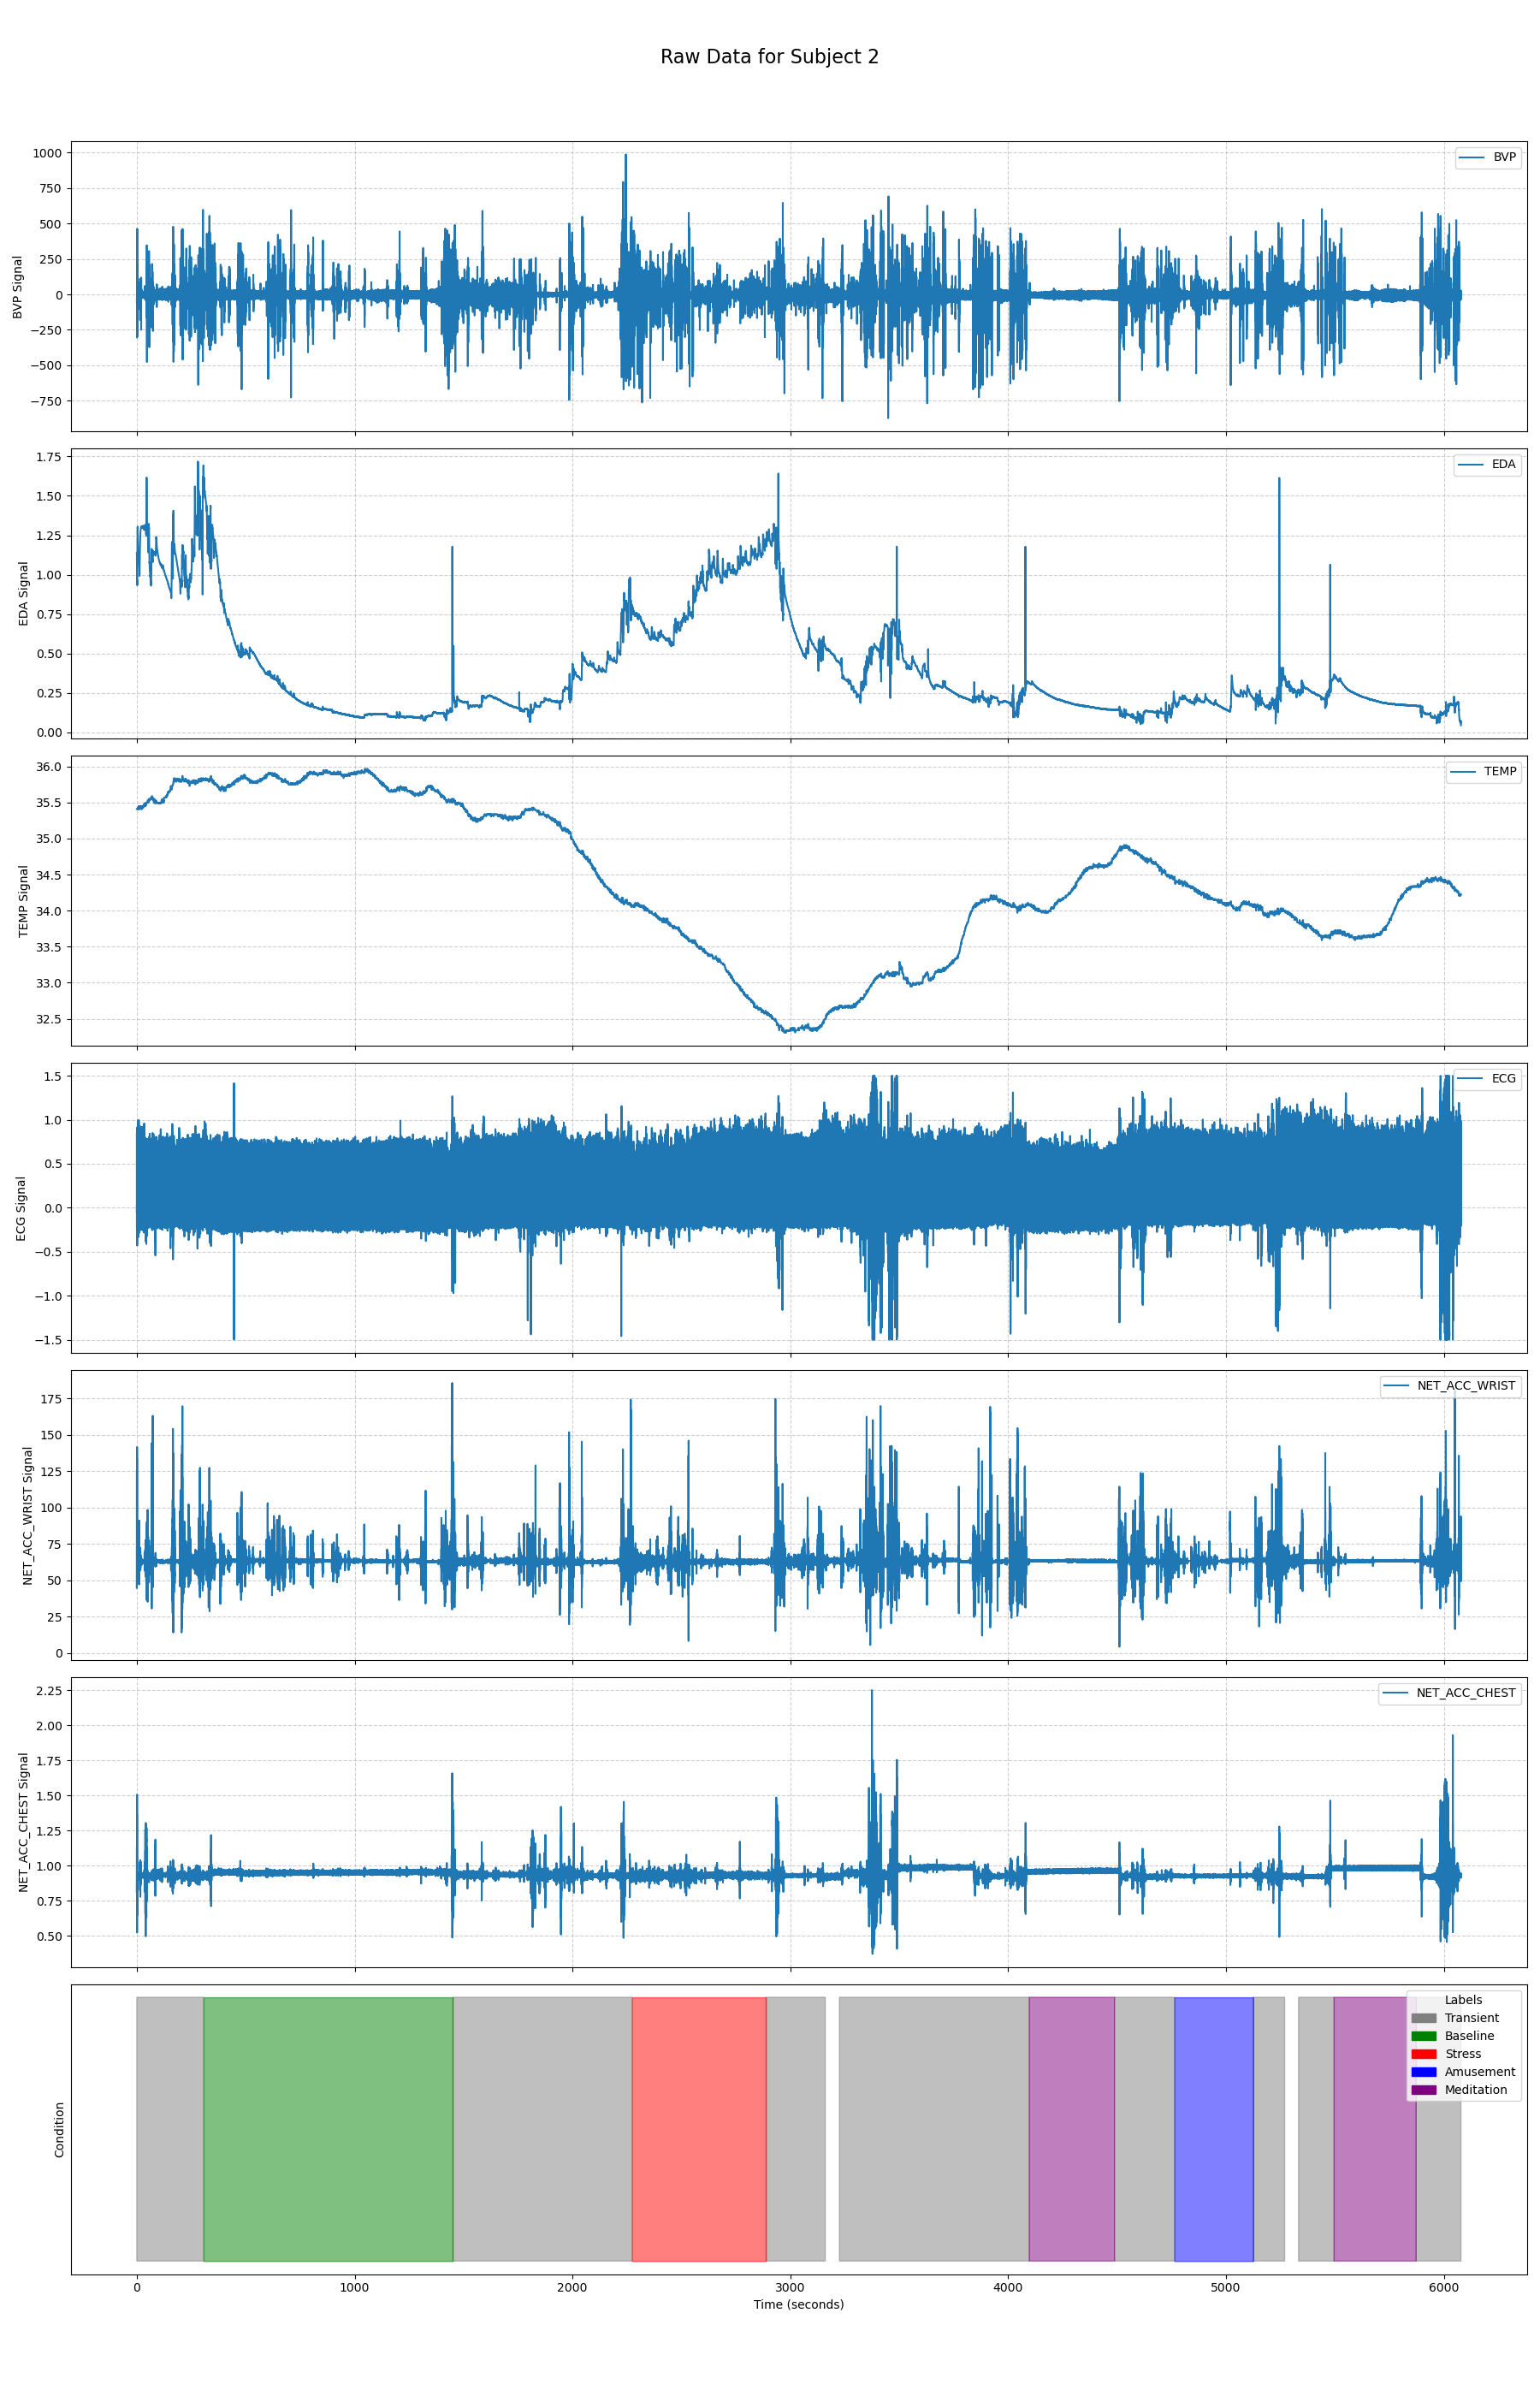 Raw Data for Subject 2
1000
750
500
250
0
−250
−500
−750
BVP Signal
BVP
1.75
1.50
1.25
1.00
0.75
0.50
0.25
0.00
EDA Signal
EDA
36.0
35.5
35.0
34.5
34.0
33.5
33.0
32.5
TEMP Signal
TEMP
1.5
1.0
0.5
0.0
−0.5
−1.0
−1.5
ECG Signal
ECG
175
150
125
100
75
50
25
0
NET_ACC_WRIST Signal
NET_ACC_WRIST
2.25
2.00
1.75
1.50
1.25
1.00
0.75
0.50
NET_ACC_CHEST Signal
NET_ACC_CHEST
Condition
Labels
Transient
Baseline
Stress
Amusement
Meditation
0 1000 2000 3000 4000 5000 6000
Time (seconds)